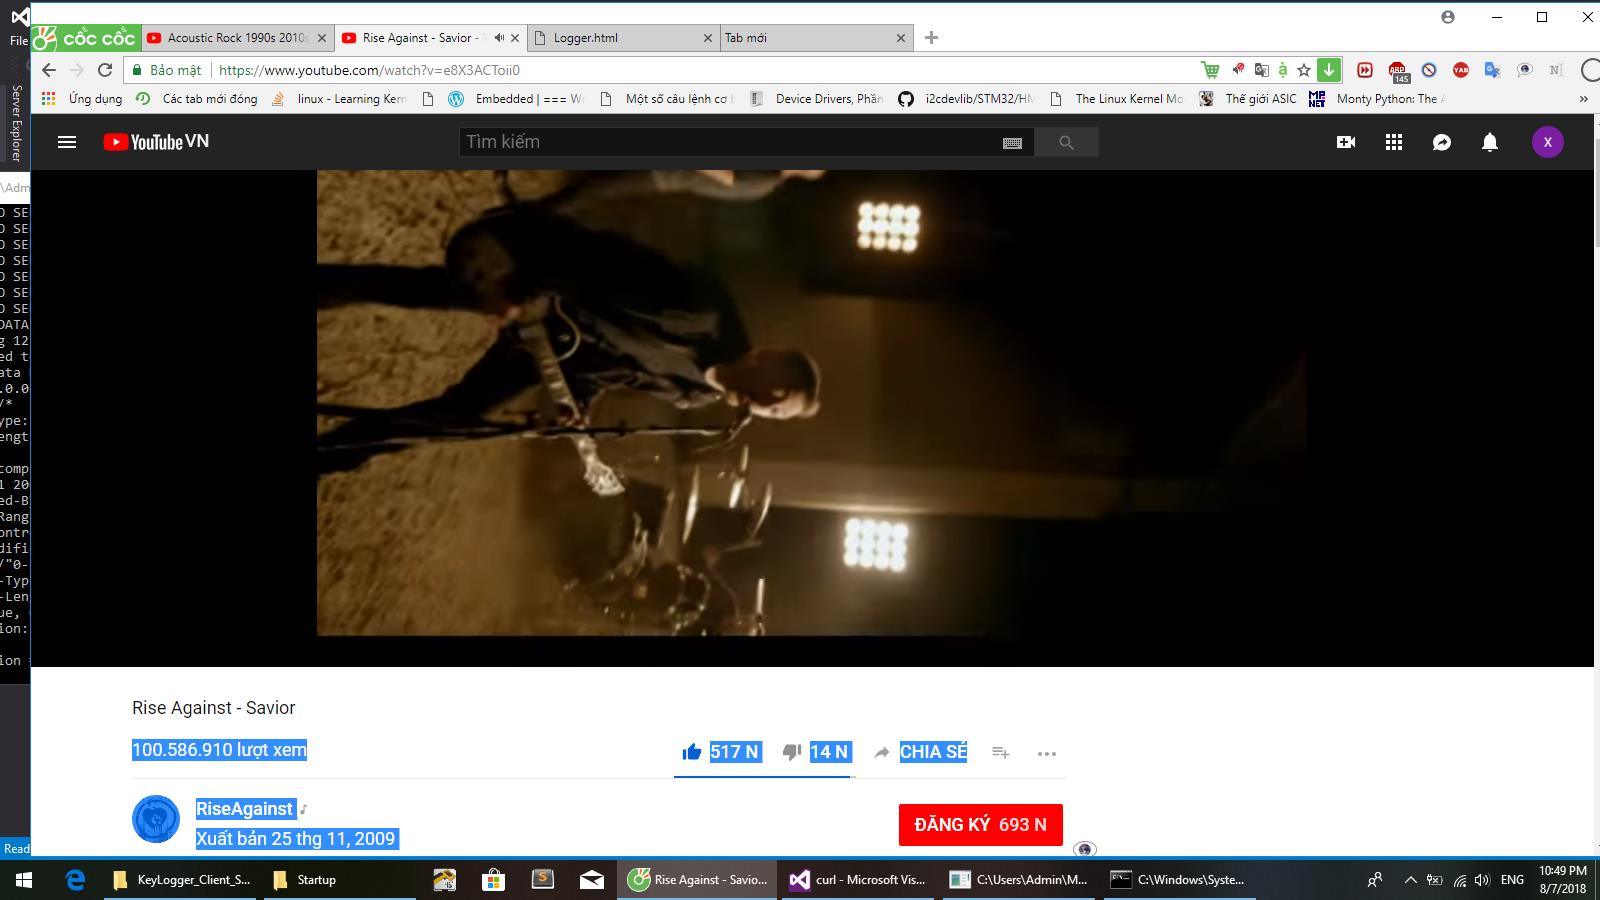 File
cốc cốc
Acoustic Rock 1990s 2010s
Rise Against - Savior -
Logger.html
Tab mới
Bảo mật
https://www.youtube.com/watch?v=e8X3ACToii0
Ứng dụng
Các tab mới đóng
linux - Learning Kern
Embedded | === W
Một số câu lệnh cơ b
Device Drivers, Phần
i2cdevlib/STM32/HM
The Linux Kernel Mo
Thế giới ASIC
Monty Python: The A
»
ABP
145
YAB
Server Explorer
YouTube VN
Tìm kiếm
X
\Adm
O SE
O SE
O SE
O SE
O SE
O SE
O SE
DATA
g 12
ed t
ata
.0.0
/*
ype:
engt
comp
l 20
ed-B
Rang
ontr
difi
/"0-
-Typ
-Len
ue,
ion:
ion
Rise Against - Savior
100.586.910 lượt xem
517 N
14 N
CHIA SẺ
RiseAgainst
Xuất bản 25 thg 11, 2009
ĐĂNG KÝ 693 N
Read
KeyLogger_Client_S...
Startup
Rise Against - Savio...
curl - Microsoft Vis...
C:\Users\Admin\M...
C:\Windows\Syste...
ENG
10:49 PM
8/7/2018